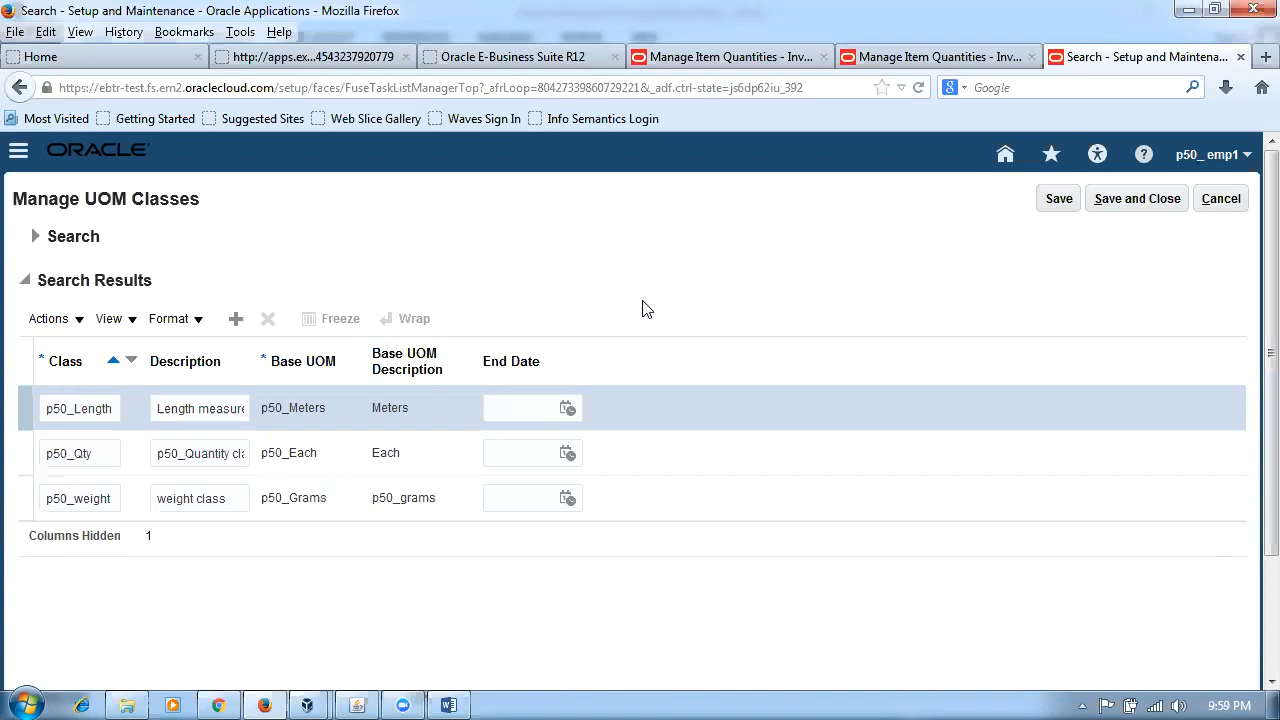 Search - Setup and Maintenance - Oracle Applications - Mozilla Firefox
File Edit View History Bookmarks Tools Help
Home http://apps.ex...4543237920779 Oracle E-Business Suite R12 Manage Item Quantities - Inv... Manage Item Quantities - Inv... Search - Setup and Maintena...
https://ebtr-test.fs.em2.oraclecloud.com/setup/faces/FuseTaskListManagerTop?_afrLoop=80427339860729221&_adf.ctrl-state=js6dp62iu_392 Google
Most Visited Getting Started Suggested Sites Web Slice Gallery Waves Sign In Info Semantics Login
ORACLE p50_ emp1
Manage UOM Classes Save Save and Close Cancel
Search
Search Results
Actions View Format Freeze Wrap
* Class Description * Base UOM Base UOM Description End Date
p50_Length Length measure p50_Meters Meters
p50_Qty p50_Quantity cla p50_Each Each
p50_weight weight class p50_Grams p50_grams
Columns Hidden 1
9:59 PM